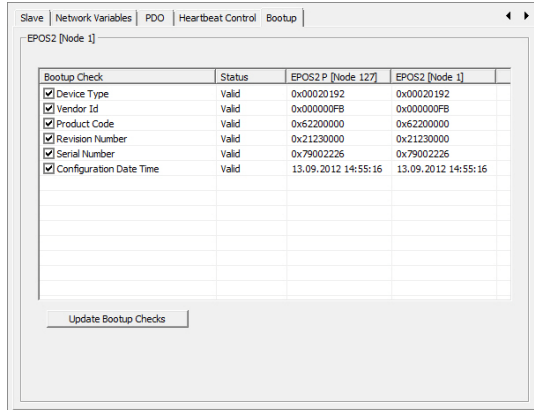 Slave Network Variables PDO Heartbeat Control Bootup
EPOS2 [Node 1]
Bootup Check Status EPOS2 P [Node 127] EPOS2 [Node 1]
Device Type Valid 0x00020192 0x00020192
Vendor Id Valid 0x000000FB 0x000000FB
Product Code Valid 0x62200000 0x62200000
Revision Number Valid 0x21230000 0x21230000
Serial Number Valid 0x79002226 0x79002226
Configuration Date Time Valid 13.09.2012 14:55:16 13.09.2012 14:55:16
Update Bootup Checks